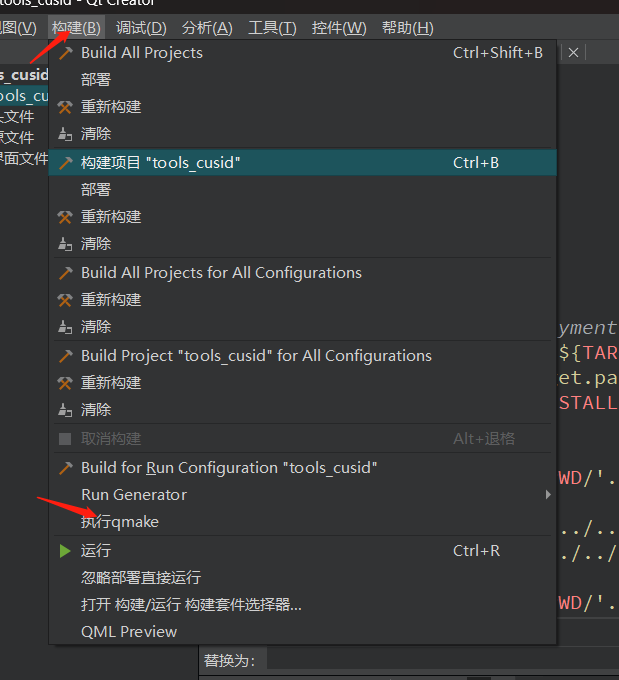 tools_cusid - Qt Creator
视图(V) 构建(B) 调试(D) 分析(A) 工具(T) 控件(W) 帮助(H)
Build All Projects Ctrl+Shift+B
部署
重新构建
清除
构建项目 "tools_cusid" Ctrl+B
部署
重新构建
清除
Build All Projects for All Configurations
重新构建
清除
Build Project "tools_cusid" for All Configurations
重新构建
清除
取消构建 Alt+退格
Build for Run Configuration "tools_cusid"
Run Generator
执行qmake
运行 Ctrl+R
忽略部署直接运行
打开 构建/运行 构建套件选择器...
QML Preview
s_cusid
ools_cu
头文件
源文件
界面文件
yment
${TAR
et.pa
STALL
WD/'.
../..
./../
WD/'.
替换为: